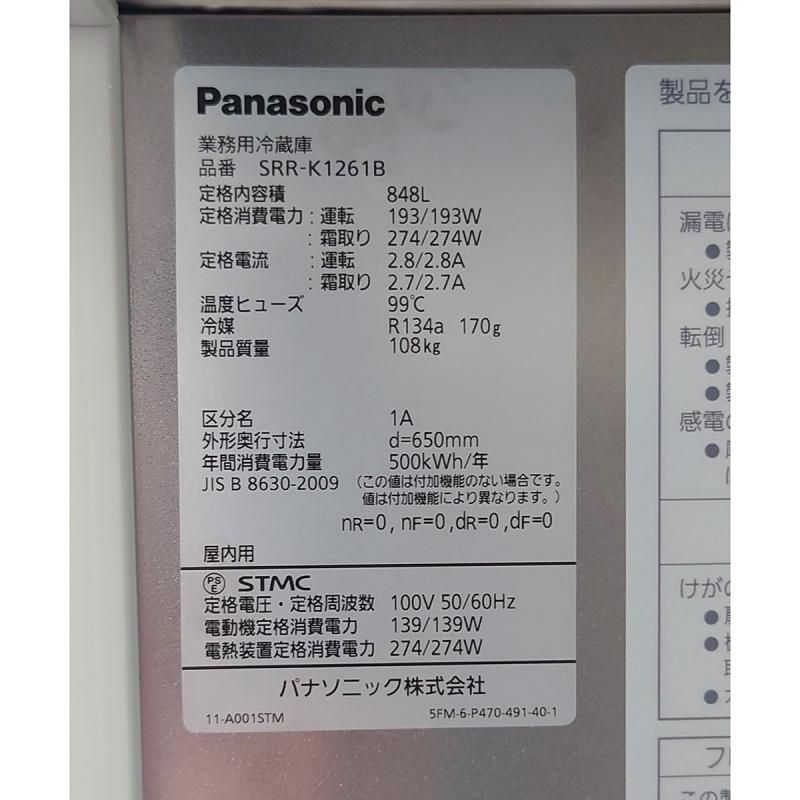 Panasonic
業務用冷蔵庫
品番 SRR-K1261B
定格内容積 848L
定格消費電力 : 運転 193/193W
: 霜取り 274/274W
定格電流 : 運転 2.8/2.8A
: 霜取り 2.7/2.7A
温度ヒューズ 99℃
冷媒 R134a 170g
製品質量 108kg
区分名 1A
外形奥行寸法 d=650mm
年間消費電力量 500kWh/年
JIS B 8630-2009 (この値は付加機能のない場合です。
値は付加機能により異なります。)
nR=0, nF=0,dR=0,dF=0
屋内用
PSE STMC
定格電圧・定格周波数 100V 50/60Hz
電動機定格消費電力 139/139W
電熱装置定格消費電力 274/274W
パナソニック株式会社
11-A001STM 5FM-6-P470-491-40-1
製品を
漏電
火災
転倒
感電の
けがの
フ
この